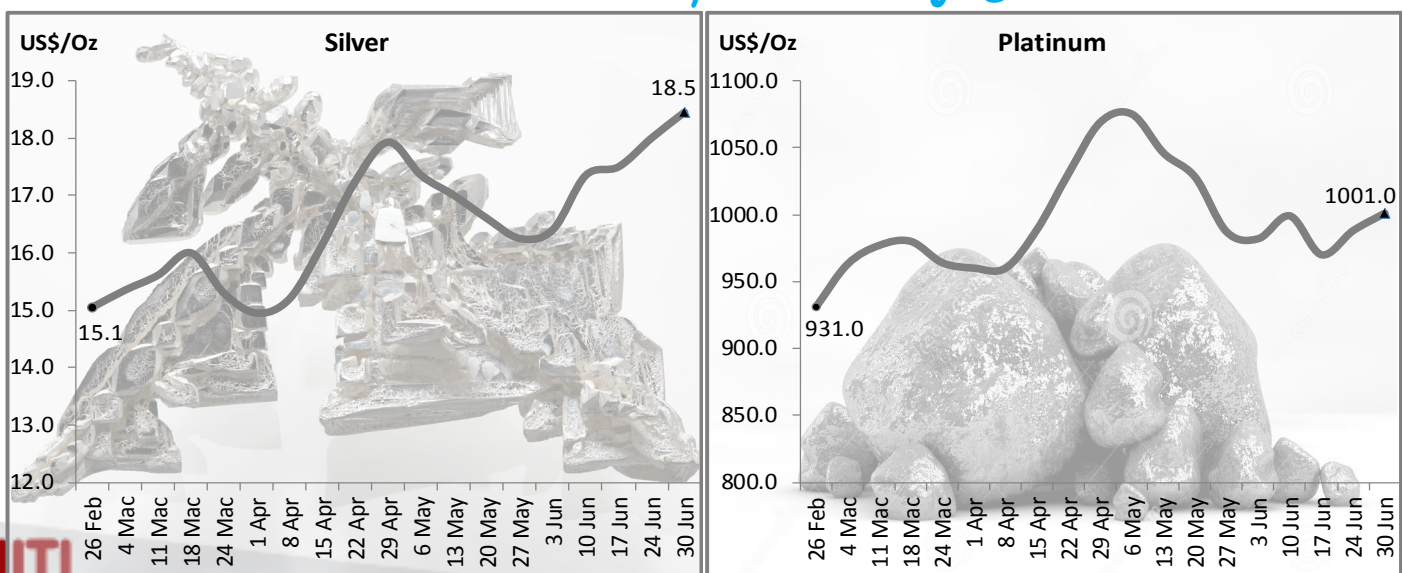 US$/Oz
Silver
19.0
18.0
17.0
16.0
15.0
14.0
13.0
12.0
15.1
18.5
26 Feb
4 Mac
11 Mac
18 Mac
24 Mac
1 Apr
8 Apr
15 Apr
22 Apr
29 Apr
6 May
13 May
20 May
27 May
3 Jun
10 Jun
17 Jun
24 Jun
30 Jun
US$/Oz
Platinum
1100.0
1050.0
1000.0
950.0
900.0
850.0
800.0
931.0
1001.0
26 Feb
4 Mac
11 Mac
18 Mac
24 Mac
1 Apr
8 Apr
15 Apr
22 Apr
29 Apr
6 May
13 May
20 May
27 May
3 Jun
10 Jun
17 Jun
24 Jun
30 Jun